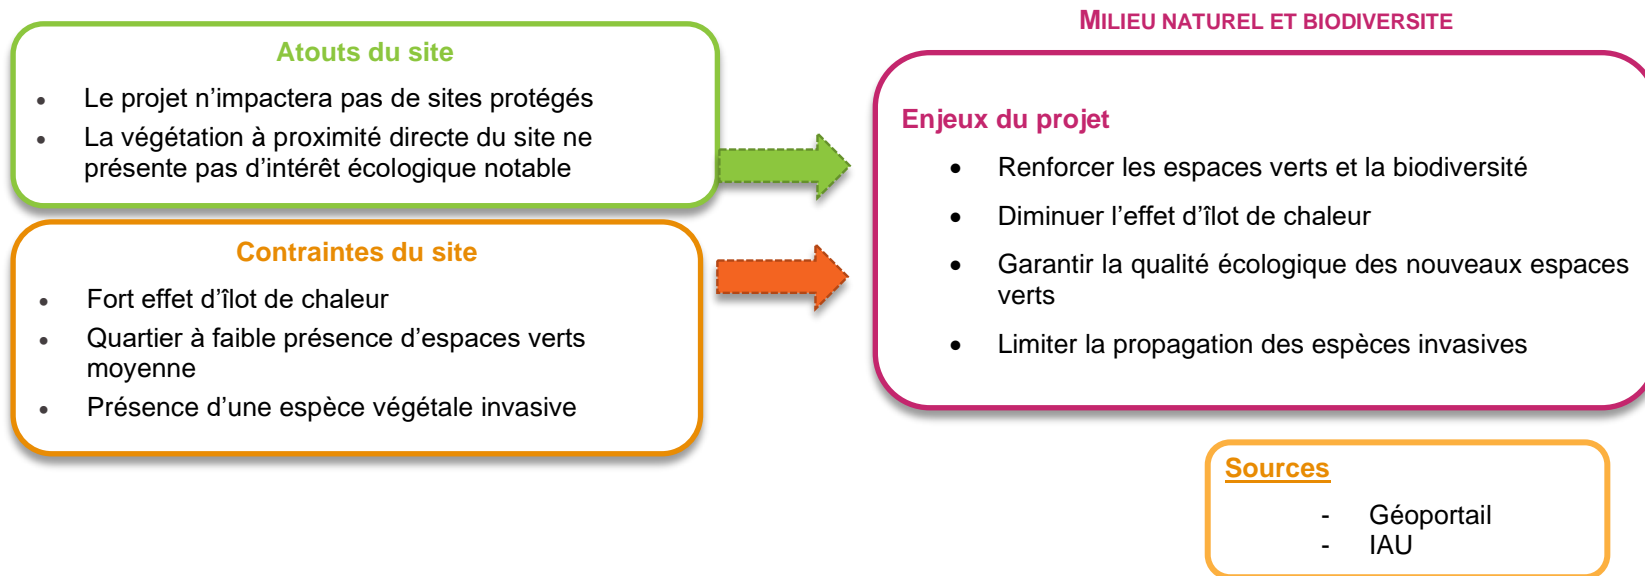 MILIEU NATUREL ET BIODIVERSITE
Atouts du site
• Le projet n’impactera pas de sites protégés
• La végétation à proximité directe du site ne
présente pas d’intérêt écologique notable
Contraintes du site
• Fort effet d’îlot de chaleur
• Quartier à faible présence d’espaces verts
moyenne
• Présence d’une espèce végétale invasive
Enjeux du projet
• Renforcer les espaces verts et la biodiversité
• Diminuer l’effet d’îlot de chaleur
• Garantir la qualité écologique des nouveaux espaces
verts
• Limiter la propagation des espèces invasives
Sources
- Géoportail
- IAU